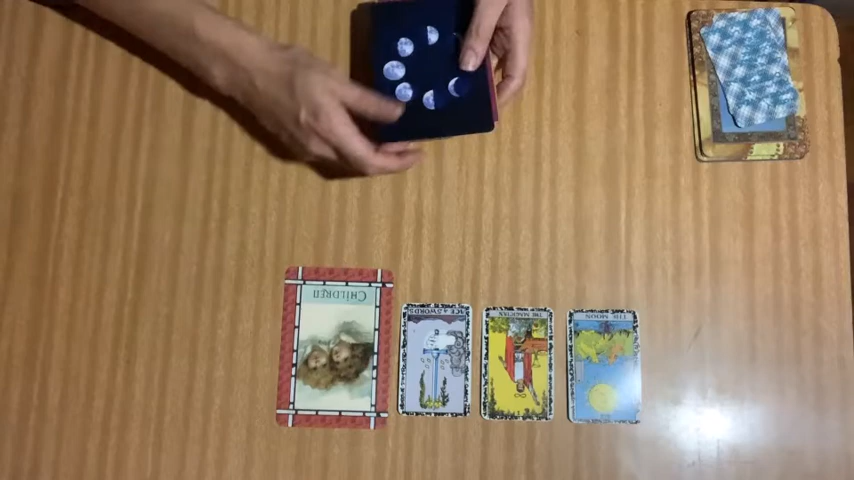 CHILDREN
ACE of SWORDS
THE MAGICIAN
THE MOON